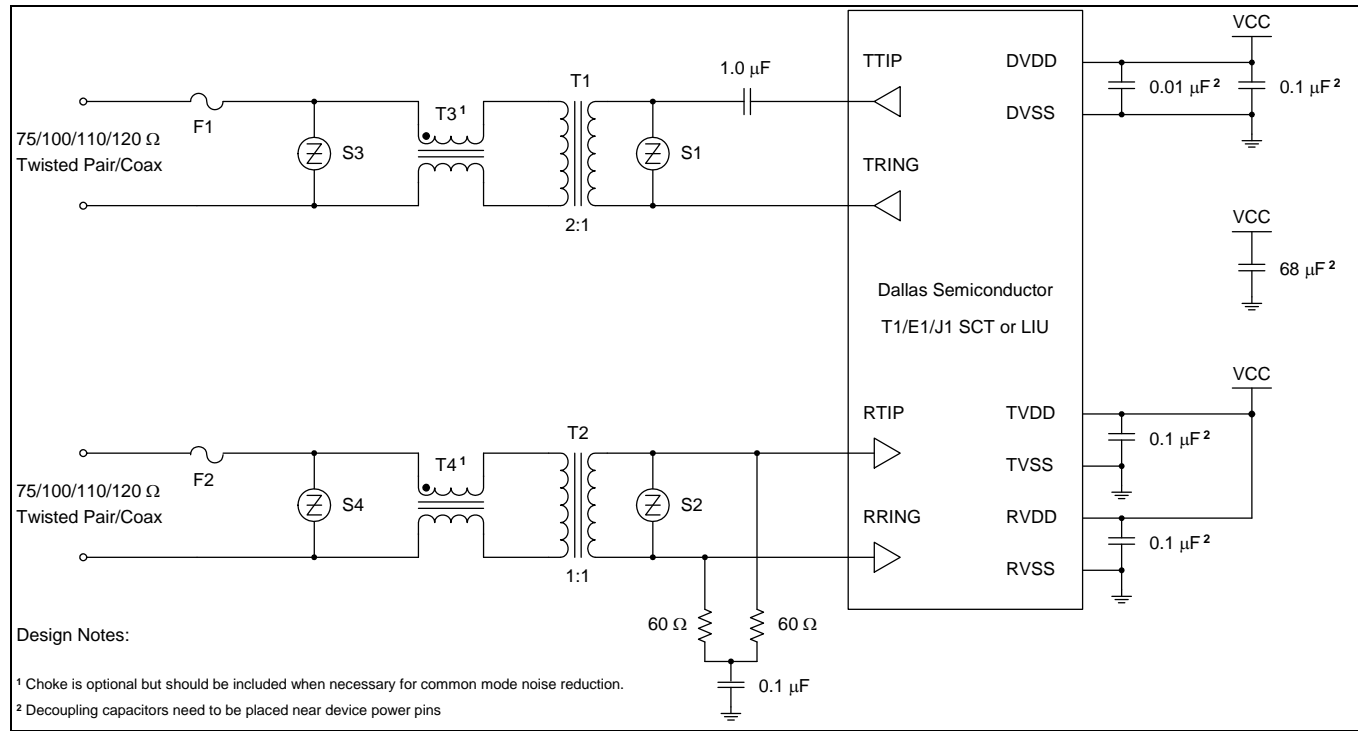 VCC
TTIP
DVDD
1.0 µF
T1
0.01 µF²
0.1 µF²
T3¹
F1
DVSS
75/100/110/120 Ω
Twisted Pair/Coax
S3
S1
TRING
2:1
VCC
68 µF²
Dallas Semiconductor
T1/E1/J1 SCT or LIU
VCC
RTIP
TVDD
T2
0.1 µF²
T4¹
F2
TVSS
75/100/110/120 Ω
Twisted Pair/Coax
S4
S2
RRING
RVDD
0.1 µF²
RVSS
1:1
60 Ω
60 Ω
0.1 µF
Design Notes:
¹ Choke is optional but should be included when necessary for common mode noise reduction.
² Decoupling capacitors need to be placed near device power pins